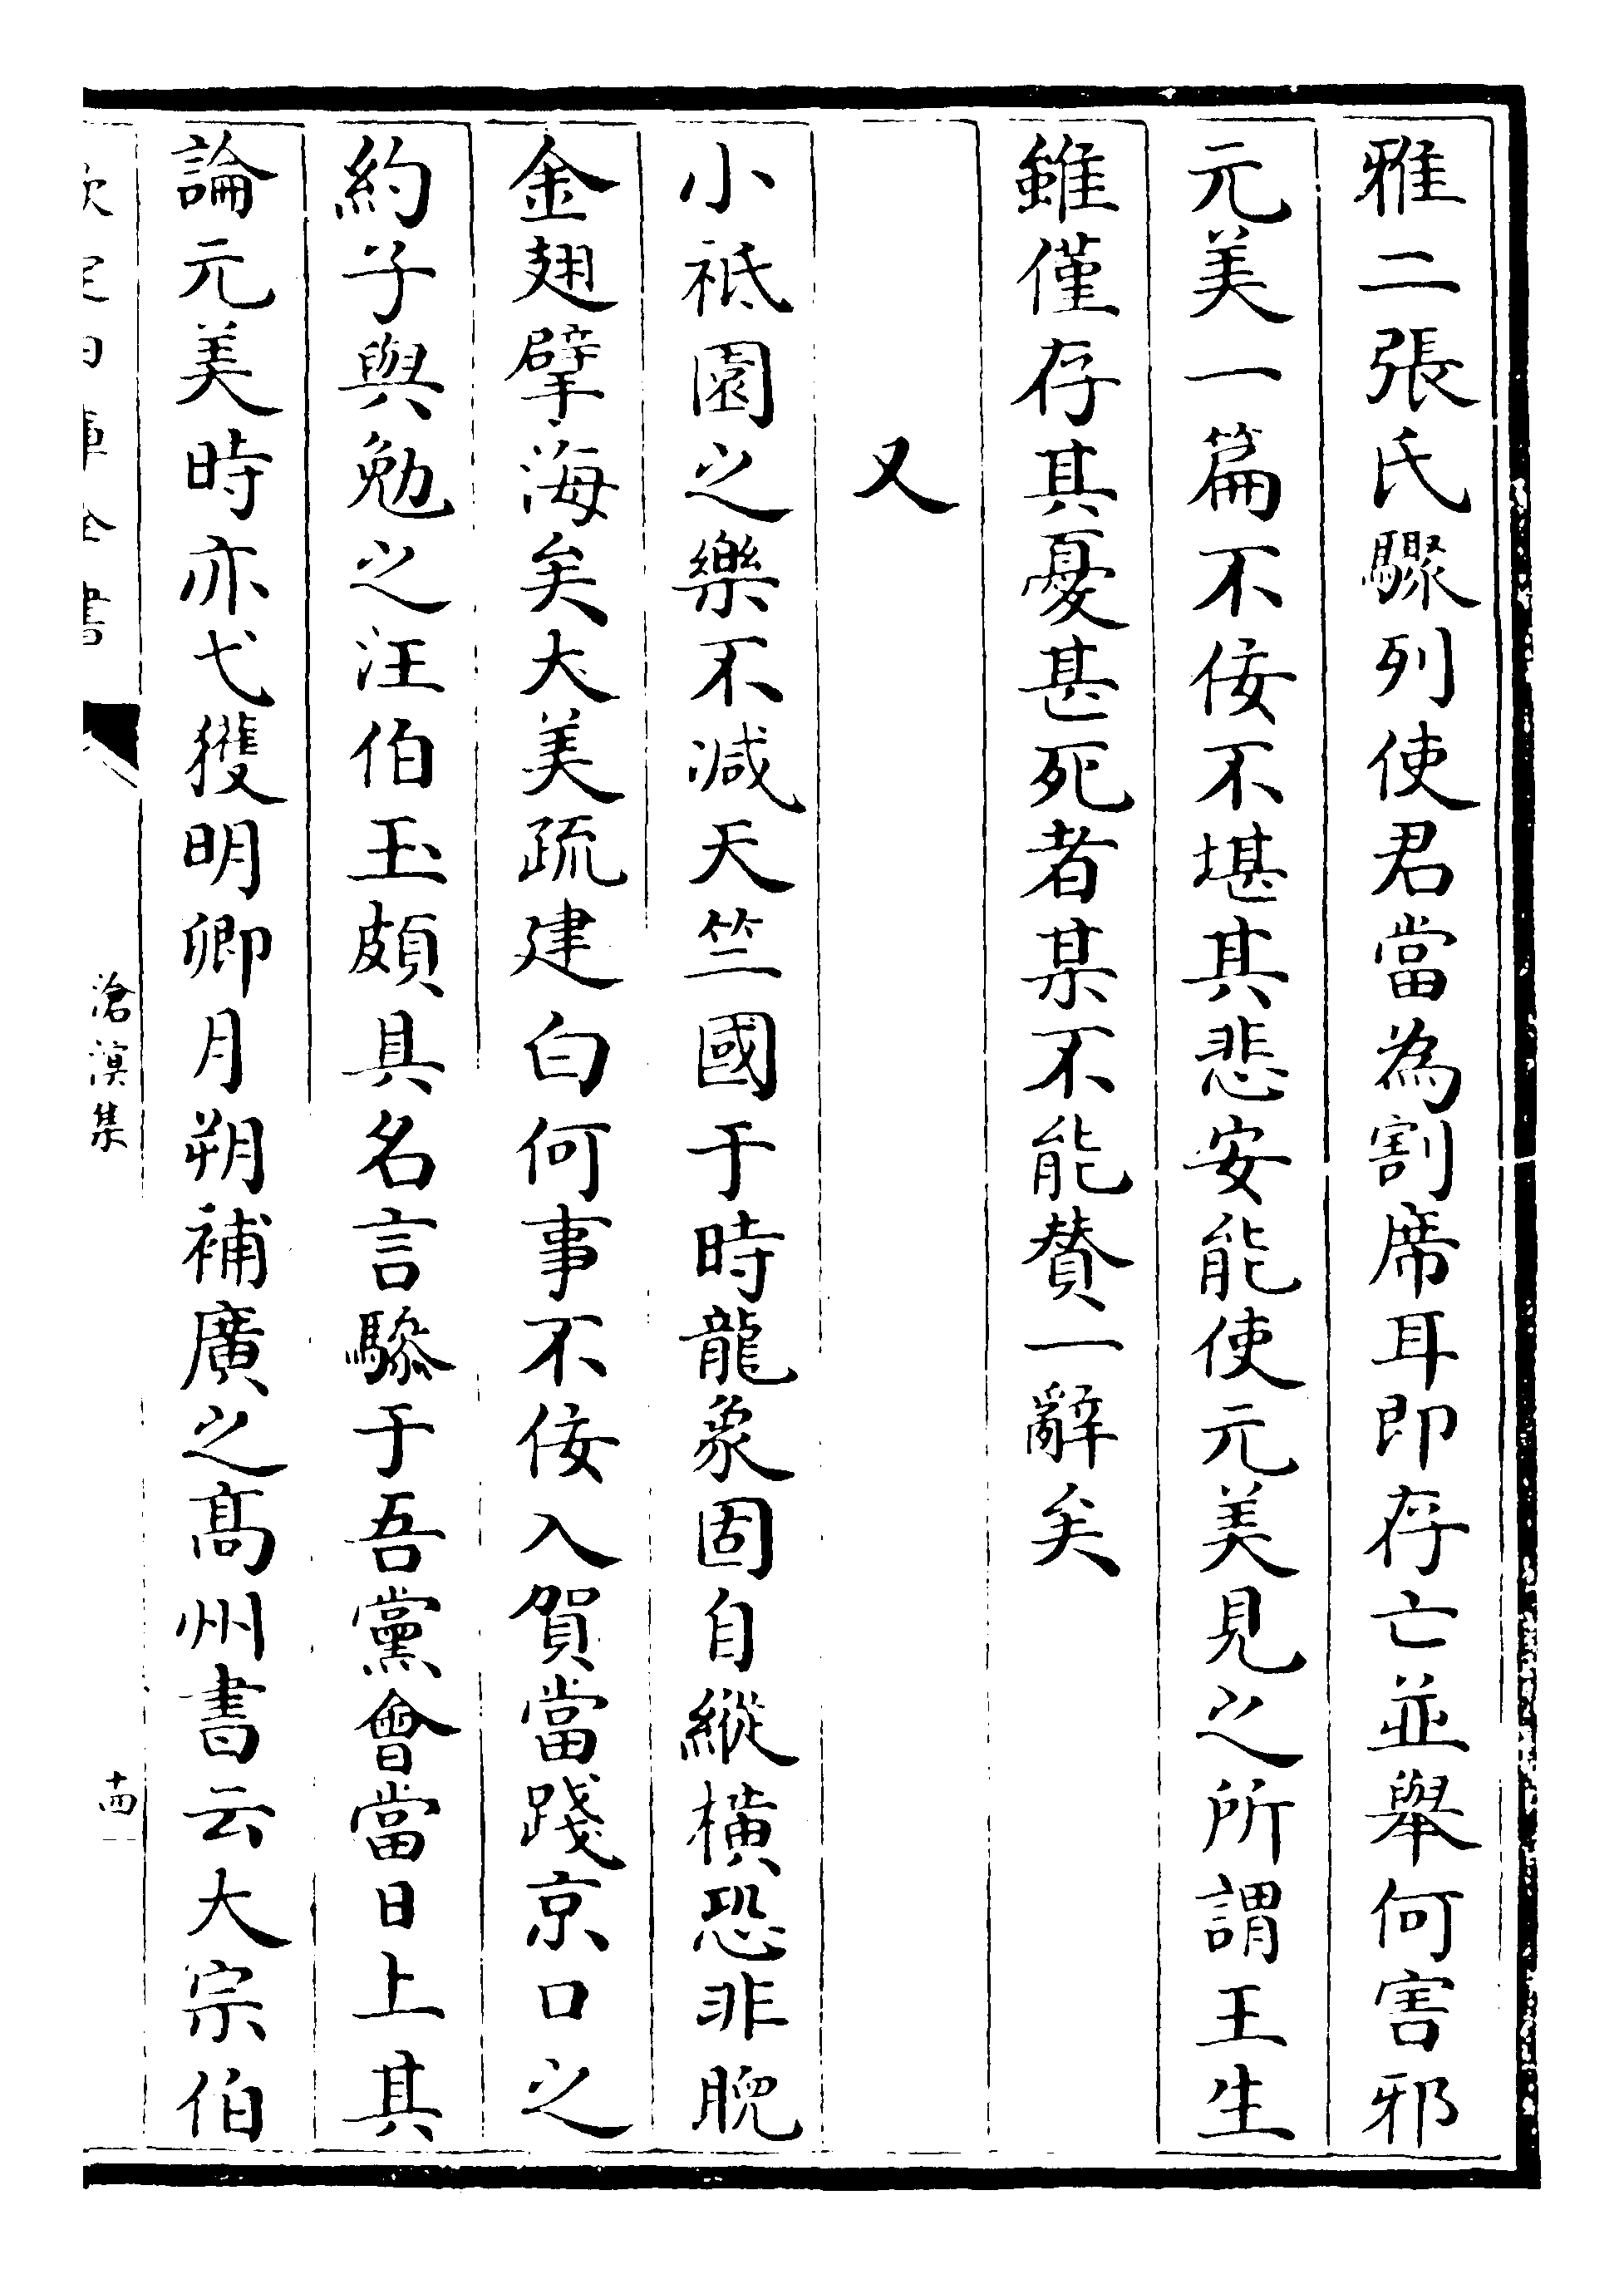 雅二張氏驟列使君當為割席耳即存亡並舉何害邪
元美一篇不佞不堪其悲安能使元美見之所謂王生
雖僅存其憂甚死者某不能賛一辭矣
又
小祗園之樂不減天竺國于時龍象固自縱橫恐非晚
金翅擘海矣大美疏建白何事不佞入賀當踐京口之
約子與勉之汪伯玉頗具名言驂于吾黨會當日上其
論元美時亦弋獲明卿月朔補廣之髙州書云大宗伯
欽定四庫全書
滄溟集
十四